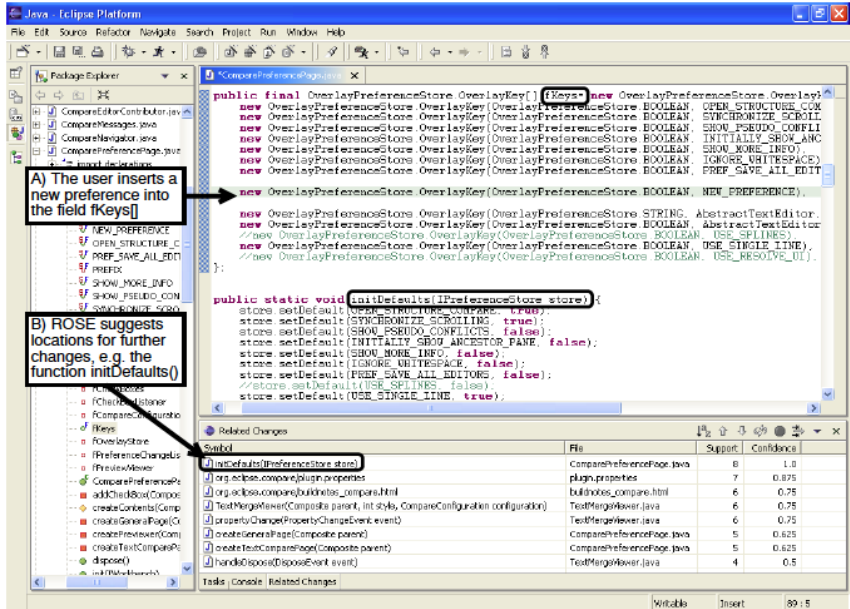 Java - Eclipse Platform
File Edit Source Refactor Navigate Search Project Run Window Help
Package Explorer
*ComparePreferencePage.java
CompareEditorContributor.jav
CompareMessages.java
CompareNavigator.java
ComparePreferencePage.java
import declarations
A) The user inserts a
new preference into
the field fKeys[]
NEW_PREFERENCE
OPEN_STRUCTURE_C
PREF_SAVE_ALL_EDIT
PREFIX
SHOW_MORE_INFO
SHOW_PSEUDO_CON
SYNCHRONIZE_SCRO
B) ROSE suggests
locations for further
changes, e.g. the
function initDefaults()
fCheckBoxes
fCheckBoxListener
fCompareConfiguratio
fKeys
fOverlayStore
fPreferenceChangeLis
fPreviewViewer
ComparePreferencePa
addCheckBox(Compos
createContents(Comp
createGeneralPage(Co
createPreviewer(Comp
createTextComparePa
dispose()
init(IWorkbench)
public final OverlayPreferenceStore.OverlayKey[] fKeys= new OverlayPreferenceStore.OverlayK
new OverlayPreferenceStore.OverlayKey(OverlayPreferenceStore.BOOLEAN, OPEN_STRUCTURE_COM
new OverlayPreferenceStore.OverlayKey(OverlayPreferenceStore.BOOLEAN, SYNCHRONIZE_SCROLL
new OverlayPreferenceStore.OverlayKey(OverlayPreferenceStore.BOOLEAN, SHOW_PSEUDO_CONFLI
new OverlayPreferenceStore.OverlayKey(OverlayPreferenceStore.BOOLEAN, INITIALLY_SHOW_ANC
new OverlayPreferenceStore.OverlayKey(OverlayPreferenceStore.BOOLEAN, SHOW_MORE_INFO),
new OverlayPreferenceStore.OverlayKey(OverlayPreferenceStore.BOOLEAN, IGNORE_WHITESPACE)
new OverlayPreferenceStore.OverlayKey(OverlayPreferenceStore.BOOLEAN, PREF_SAVE_ALL_EDIT
new OverlayPreferenceStore.OverlayKey(OverlayPreferenceStore.BOOLEAN, NEW_PREFERENCE),
new OverlayPreferenceStore.OverlayKey(OverlayPreferenceStore.STRING, AbstractTextEditor.
new OverlayPreferenceStore.OverlayKey(OverlayPreferenceStore.BOOLEAN, AbstractTextEditor
//new OverlayPreferenceStore.OverlayKey(OverlayPreferenceStore.BOOLEAN, USE_SPLINES),
new OverlayPreferenceStore.OverlayKey(OverlayPreferenceStore.BOOLEAN, USE_SINGLE_LINE),
//new OverlayPreferenceStore.OverlayKey(OverlayPreferenceStore.BOOLEAN, USE_RESOLVE_UI),
};
public static void initDefaults(IPreferenceStore store) {
store.setDefault(OPEN_STRUCTURE_COMPARE, true);
store.setDefault(SYNCHRONIZE_SCROLLING, true);
store.setDefault(SHOW_PSEUDO_CONFLICTS, false);
store.setDefault(INITIALLY_SHOW_ANCESTOR_PANE, false);
store.setDefault(SHOW_MORE_INFO, false);
store.setDefault(IGNORE_WHITESPACE, false);
store.setDefault(PREF_SAVE_ALL_EDITORS, false);
//store.setDefault(USE_SPLINES, false);
store.setDefault(USE_SINGLE_LINE, true);
Related Changes
Symbol File Support Confidence
initDefaults(IPreferenceStore store) ComparePreferencePage.java 8 1.0
org.eclipse.compare/plugin.properties plugin.properties 7 0.875
org.eclipse.compare/buildnotes_compare.html buildnotes_compare.html 6 0.75
TextMergeViewer(Composite parent, int style, CompareConfiguration configuration) TextMergeViewer.java 6 0.75
propertyChange(PropertyChangeEvent event) TextMergeViewer.java 6 0.75
createGeneralPage(Composite parent) ComparePreferencePage.java 5 0.625
createTextComparePage(Composite parent) ComparePreferencePage.java 5 0.625
handleDispose(DisposeEvent event) TextMergeViewer.java 4 0.5
Tasks Console Related Changes
Writable Insert 89 : 5